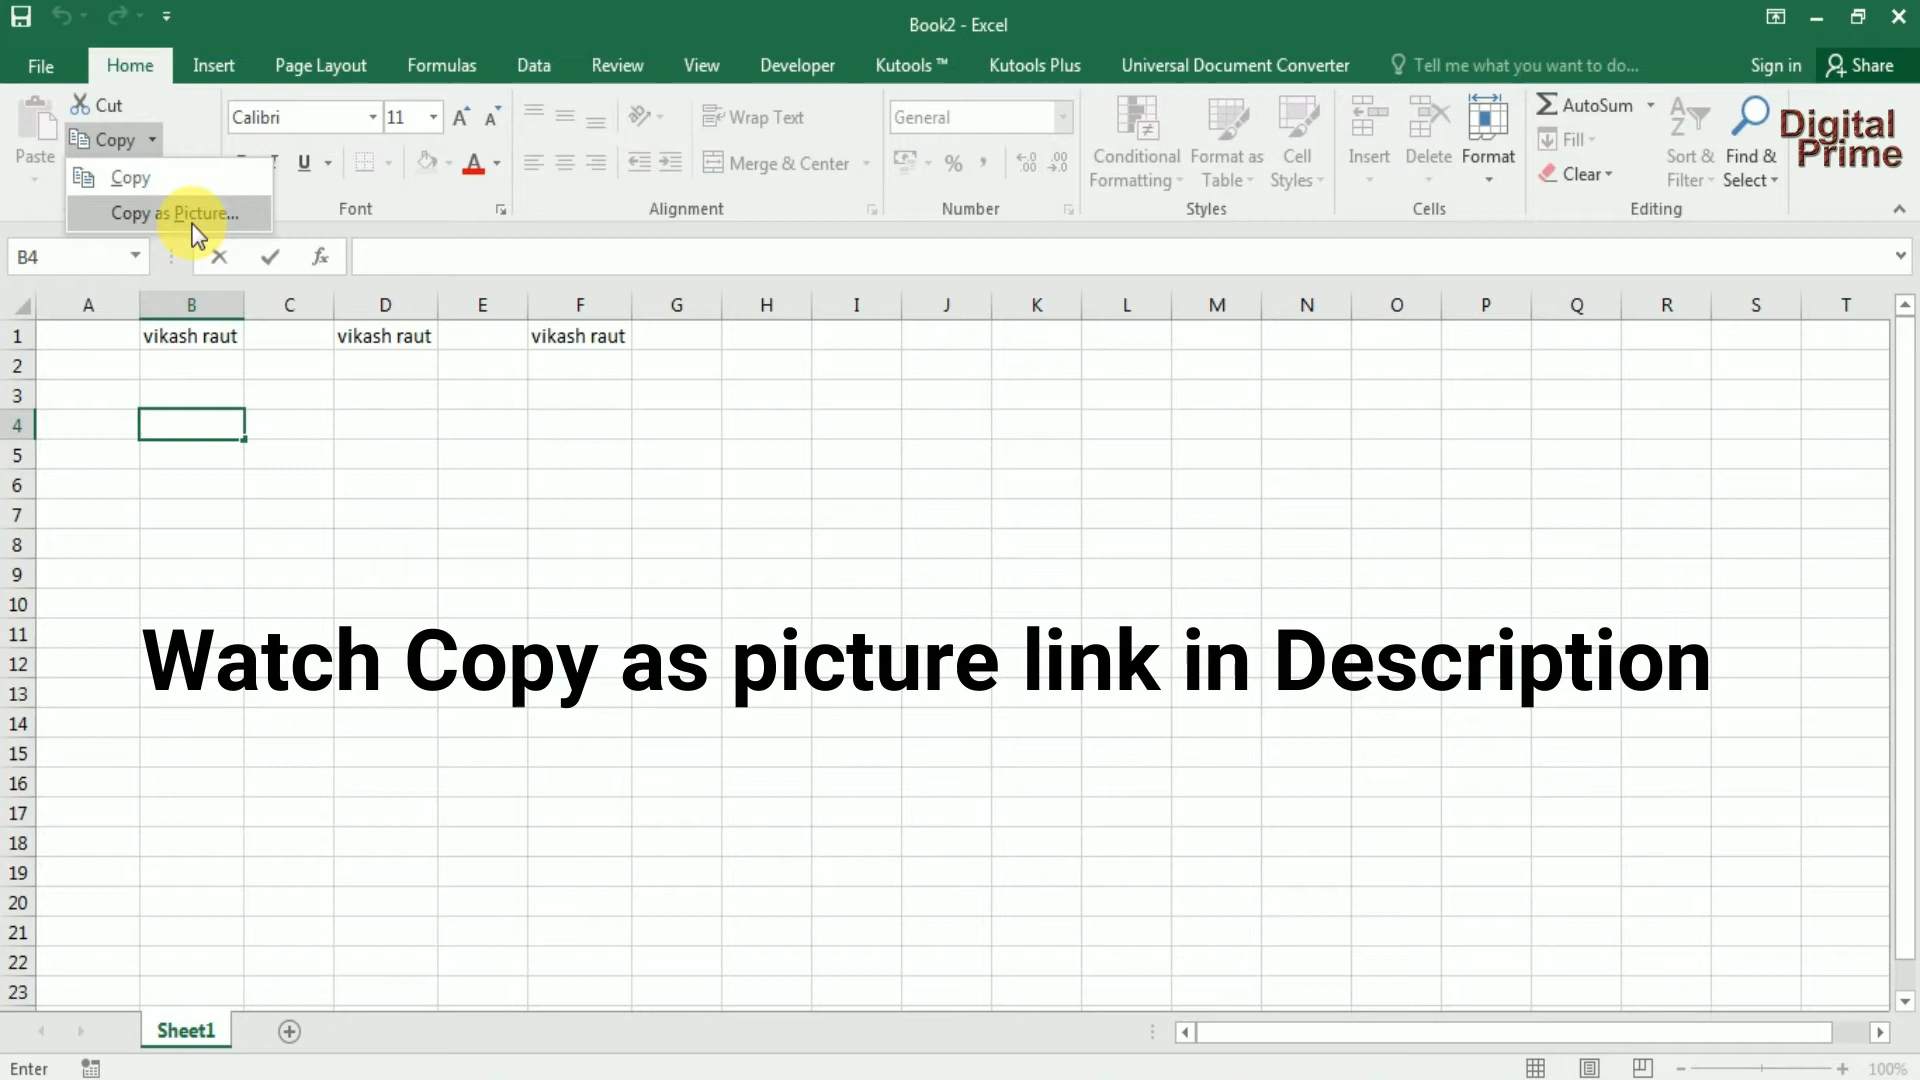 Book2 - Excel
File Home Insert Page Layout Formulas Data Review View Developer Kutools ™ Kutools Plus Universal Document Converter Tell me what you want to do... Sign in Share
Cut
Copy
Paste
Copy
Copy as Picture...
Calibri 11
U A
Font
Wrap Text
Merge & Center
Alignment
General
%
Number
Conditional Formatting
Format as Table
Cell Styles
Styles
Insert Delete Format
Cells
AutoSum
Fill
Clear
Sort & Filter
Find & Select
Editing
Digital
Prime
B4 fx
A B C D E F G H I J K L M N O P Q R S T
1 vikash raut vikash raut vikash raut
2
3
4
5
6
7
8
9
10
11
12
13
14
15
16
17
18
19
20
21
22
23
Watch Copy as picture link in Description
Sheet1
Enter 100%